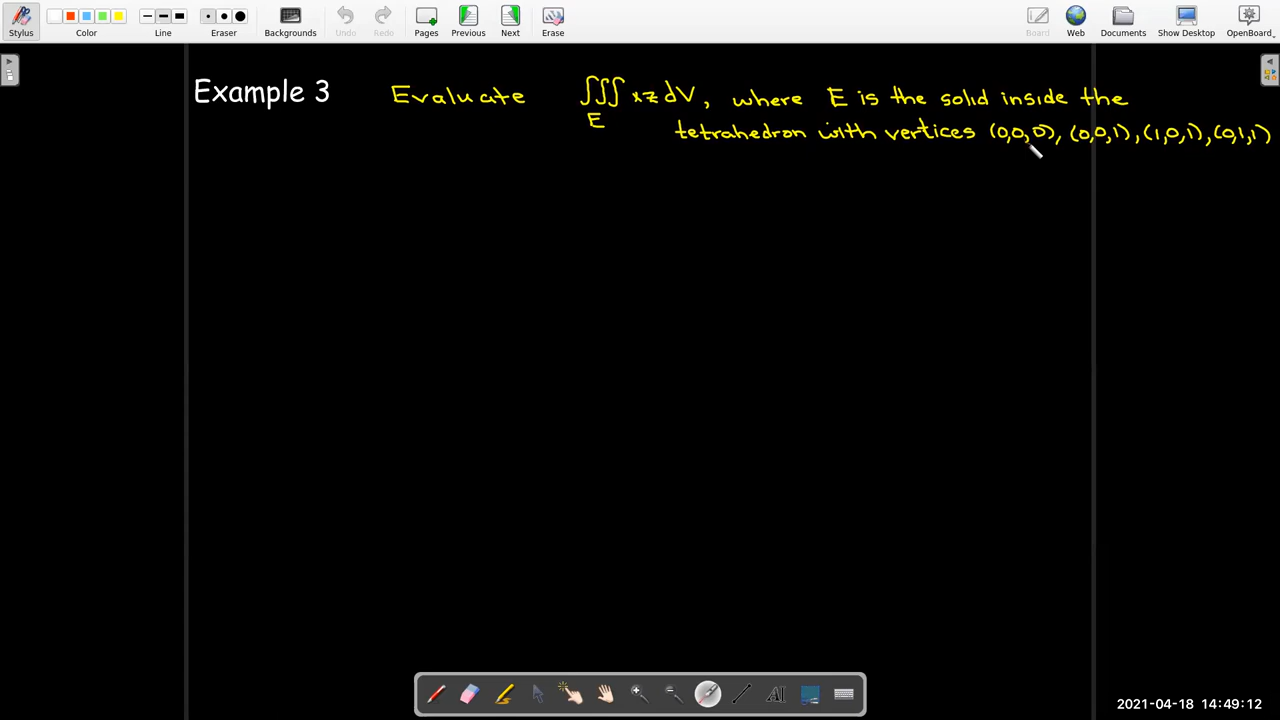 Stylus Color Line Eraser Backgrounds Undo Redo Pages Previous Next Erase Board Web Documents Show Desktop OpenBoard
Example 3 Evaluate ∭ xz dV, where E is the solid inside the
E tetrahedron with vertices (0,0,0), (0,0,1), (1,0,1), (0,1,1)
AI
2021-04-18 14:49:12